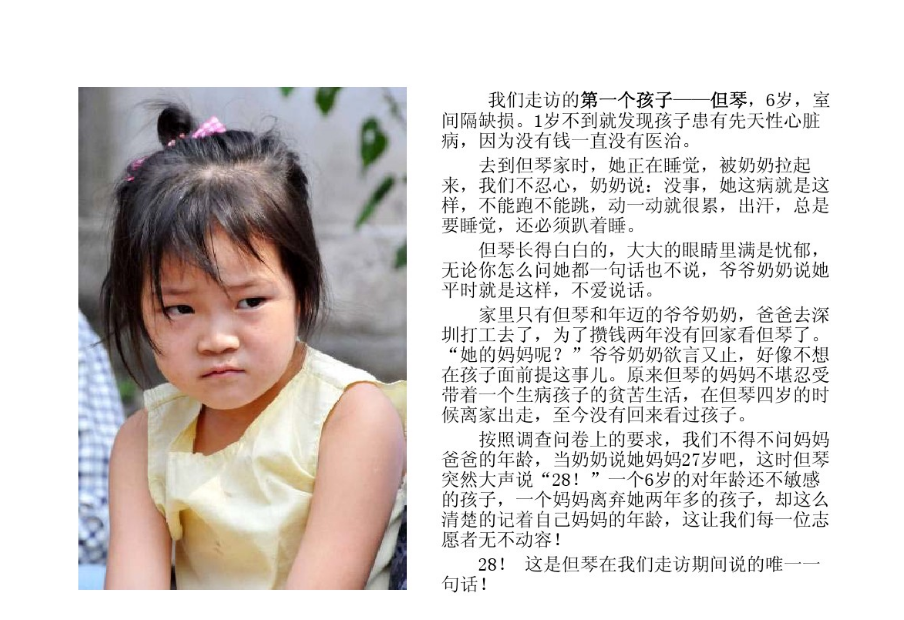 我们走访的第一个孩子——但琴，6岁，室
间隔缺损。1岁不到就发现孩子患有先天性心脏
病，因为没有钱一直没有医治。
去到但琴家时，她正在睡觉，被奶奶拉起
来，我们不忍心，奶奶说：没事，她这病就是这
样，不能跑不能跳，动一动就很累，出汗，总是
要睡觉，还必须趴着睡。
但琴长得白白的，大大的眼睛里满是忧郁，
无论你怎么问她都一句话也不说，爷爷奶奶说她
平时就是这样，不爱说话。
家里只有但琴和年迈的爷爷奶奶，爸爸去深
圳打工去了，为了攒钱两年没有回家看但琴了。
“她的妈妈呢？”爷爷奶奶欲言又止，好像不想
在孩子面前提这事儿。原来但琴的妈妈不堪忍受
带着一个生病孩子的贫苦生活，在但琴四岁的时
候离家出走，至今没有回来看过孩子。
按照调查问卷上的要求，我们不得不问妈妈
爸爸的年龄，当奶奶说她妈妈27岁吧，这时但琴
突然大声说“28！”一个6岁的对年龄还不敏感
的孩子，一个妈妈离弃她两年多的孩子，却这么
清楚的记着自己妈妈的年龄，这让我们每一位志
愿者无不动容！
28！ 这是但琴在我们走访期间说的唯一一
句话！